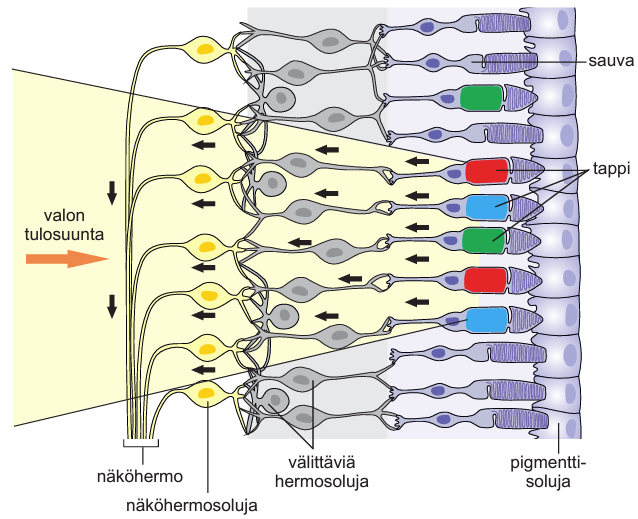 sauva
tappi
valon
tulosuunta
näköhermo
näköhermosoluja
välittäviä
hermosoluja
pigmentti-
soluja